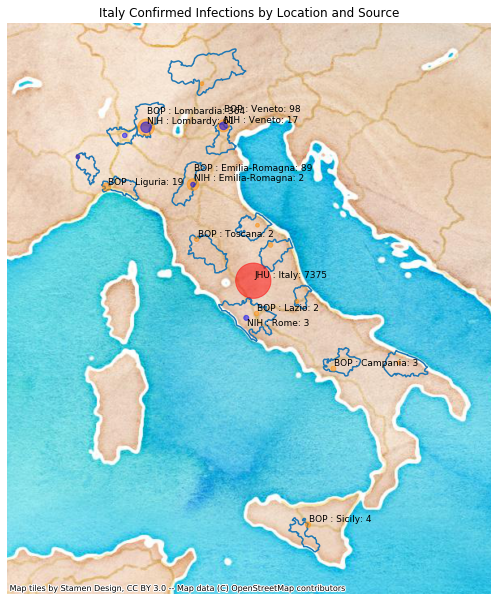 Italy Confirmed Infections by Location and Source
BOP : Lombardia: 304
NIH : Lombardy:
BOP : Veneto: 98
NIH : Veneto: 17
BOP : Emilia-Romagna: 89
NIH : Emilia-Romagna: 2
BOP : Liguria: 19
BOP : Toscana: 2
JHU : Italy: 7375
BOP : Lazio: 2
NIH : Rome: 3
BOP : Campania: 3
BOP : Sicily: 4
Map tiles by Stamen Design, CC BY 3.0 -- Map data (C) OpenStreetMap contributors